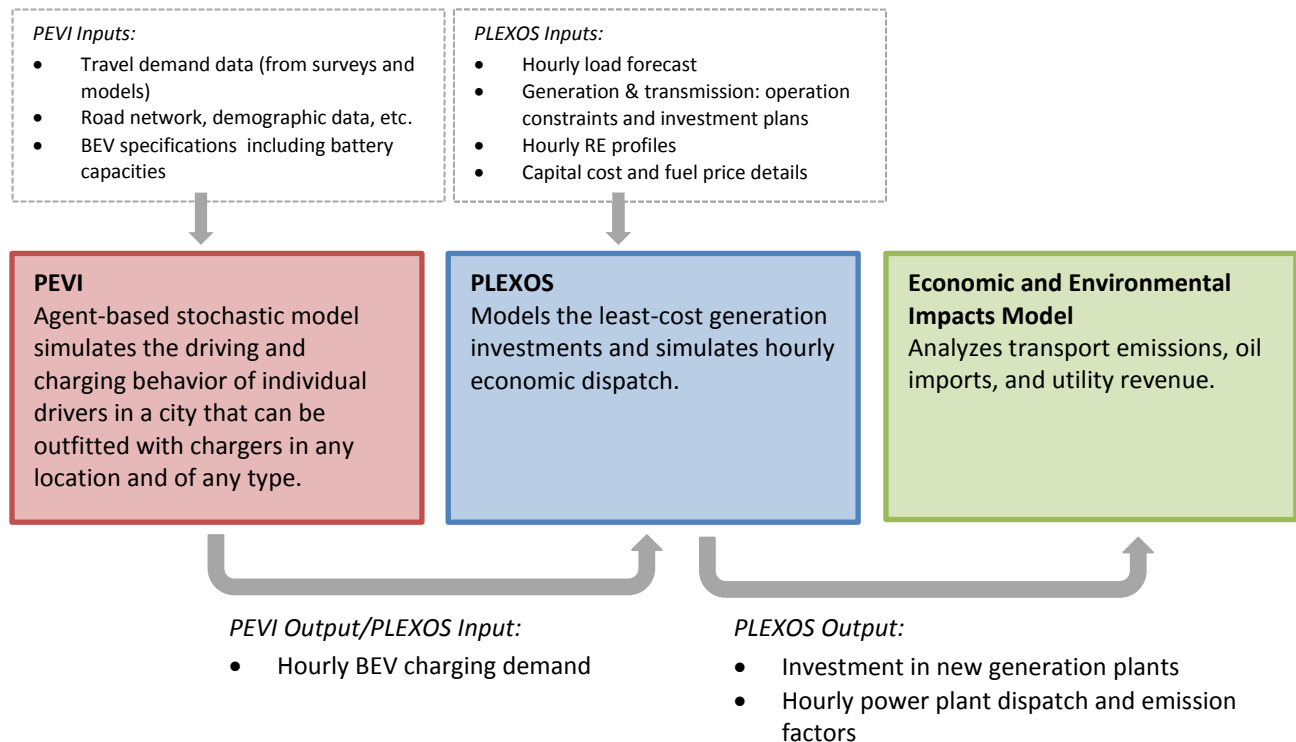 PEVI Inputs:
• Travel demand data (from surveys and
models)
• Road network, demographic data, etc.
• BEV specifications including battery
capacities
PLEXOS Inputs:
• Hourly load forecast
• Generation & transmission: operation
constraints and investment plans
• Hourly RE profiles
• Capital cost and fuel price details
PEVI
Agent-based stochastic model
simulates the driving and
charging behavior of individual
drivers in a city that can be
outfitted with chargers in any
location and of any type.
PLEXOS
Models the least-cost generation
investments and simulates hourly
economic dispatch.
Economic and Environmental
Impacts Model
Analyzes transport emissions, oil
imports, and utility revenue.
PEVI Output/PLEXOS Input:
• Hourly BEV charging demand
PLEXOS Output:
• Investment in new generation plants
• Hourly power plant dispatch and emission
factors